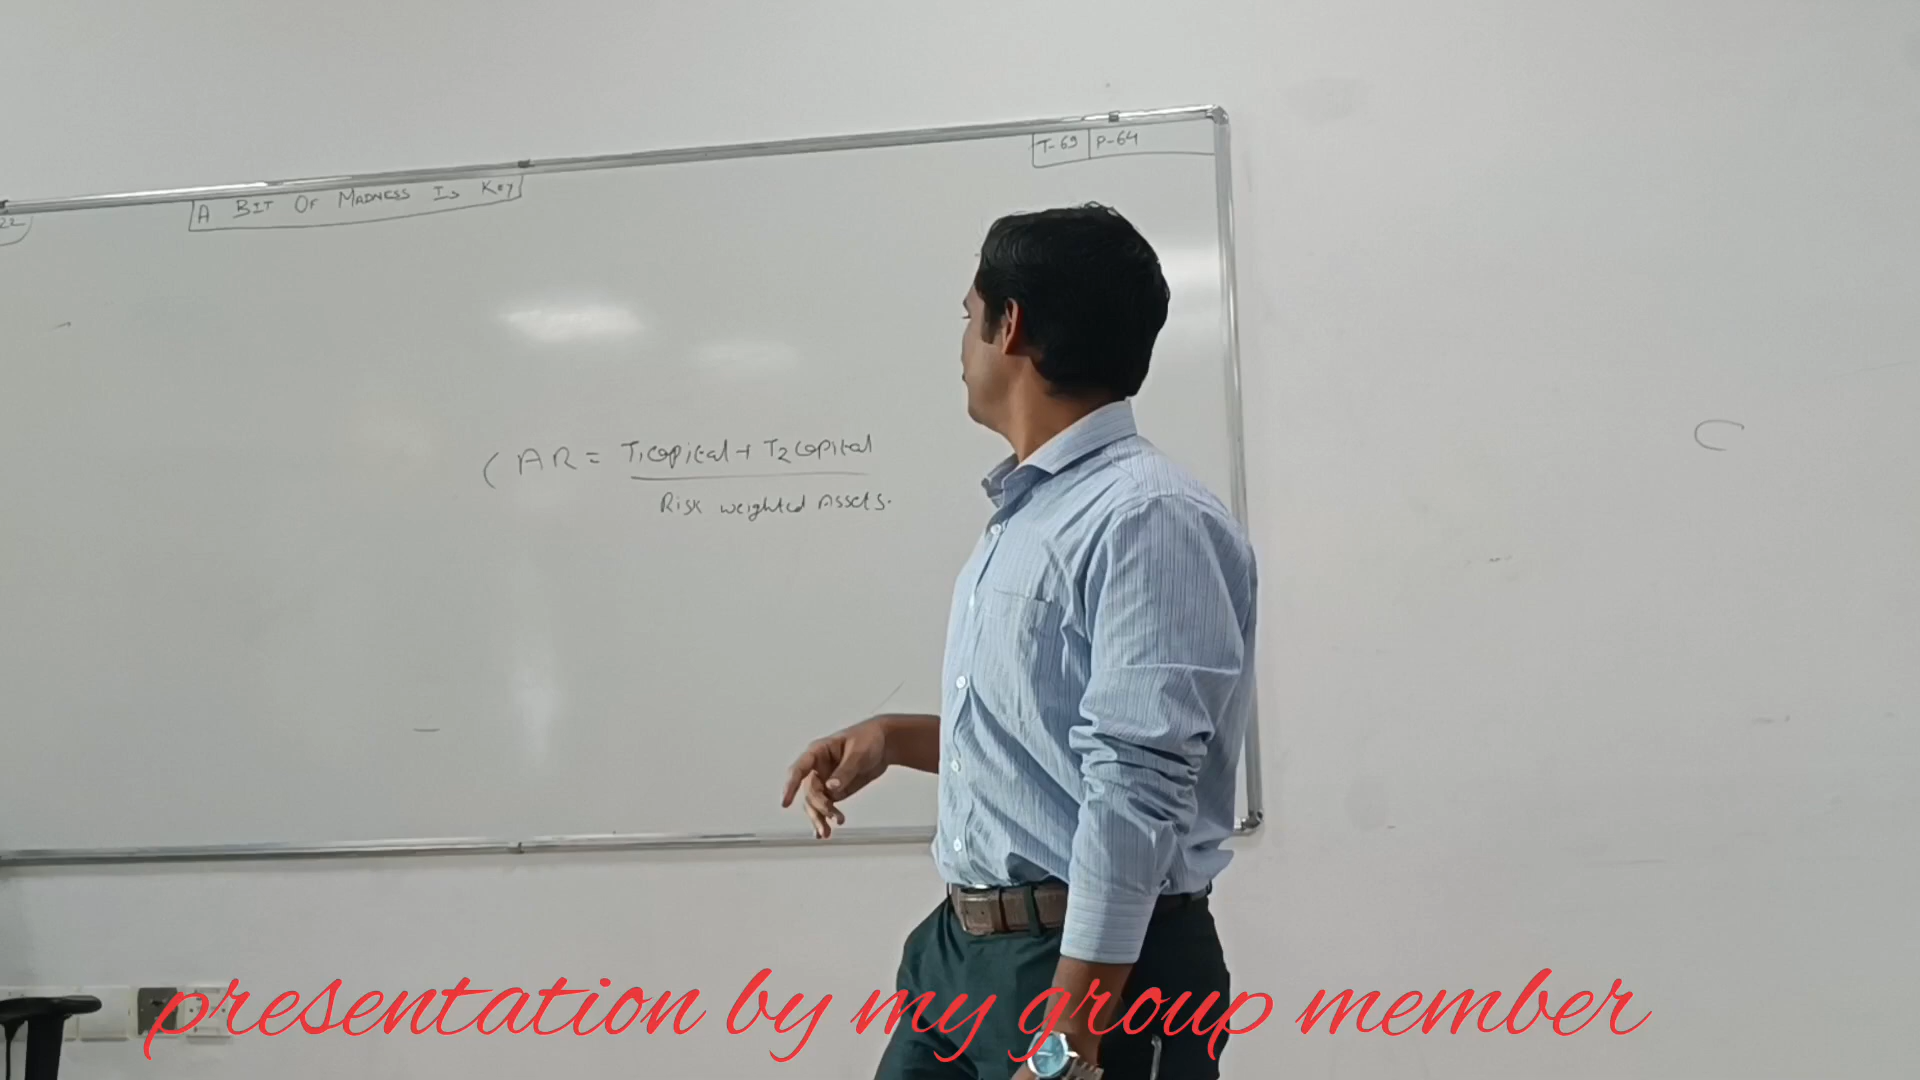 T-69 P-64
A BIT OF MADNESS IS KEY
22
CAR = T1 capital + T2 capital
Risk weighted Assets.
presentation by my group member